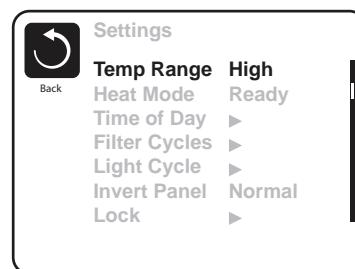 Settings
Back
Temp Range High
Heat Mode Ready
Time of Day ▶
Filter Cycles ▶
Light Cycle ▶
Invert Panel Normal
Lock ▶